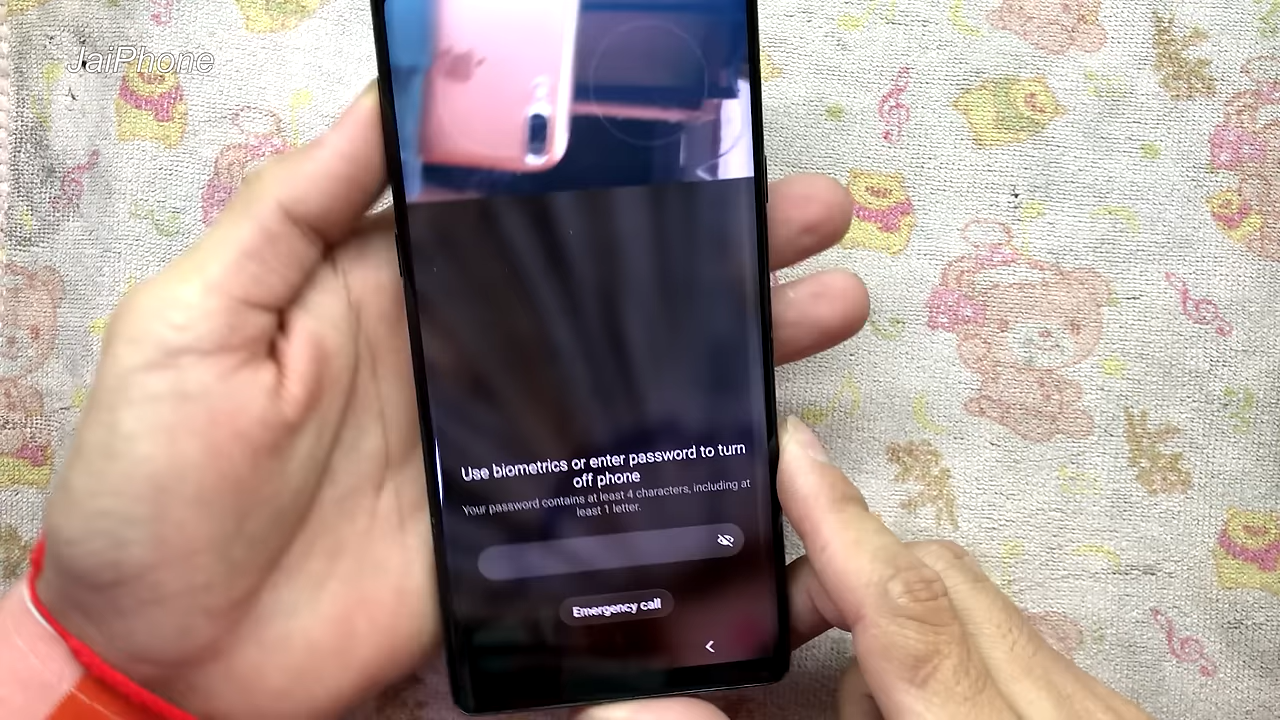 JaiPhone
Use biometrics or enter password to turn
off phone
Your password contains at least 4 characters, including at
least 1 letter.
Emergency call